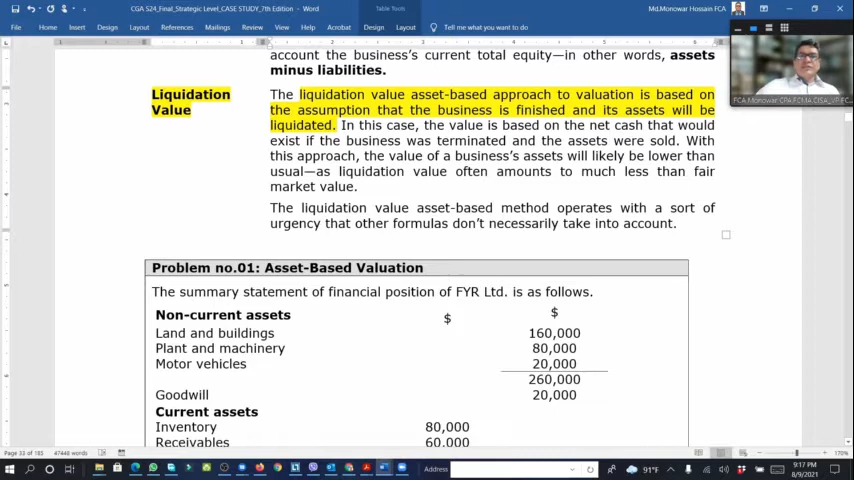 CGA S24_Final_Strategic Level_CASE STUDY_7th Edition - Word
Table Tools
Md.Monowar Hossain FCA
File Home Insert Design Layout References Mailings Review View Help Acrobat Design Layout Tell me what you want to do
account the business's current total equity—in other words, assets
minus liabilities.
Liquidation
Value
The liquidation value asset-based approach to valuation is based on
the assumption that the business is finished and its assets will be
liquidated. In this case, the value is based on the net cash that would
exist if the business was terminated and the assets were sold. With
this approach, the value of a business's assets will likely be lower than
usual—as liquidation value often amounts to much less than fair
market value.
The liquidation value asset-based method operates with a sort of
urgency that other formulas don't necessarily take into account.
Problem no.01: Asset-Based Valuation
The summary statement of financial position of FYR Ltd. is as follows.
Non-current assets $ $
Land and buildings 160,000
Plant and machinery 80,000
Motor vehicles 20,000
260,000
Goodwill 20,000
Current assets
Inventory 80,000
Receivables 60,000
FCA Monowar CPA,FCMA CISA_VP
Page 33 of 185 47448 words
170%
Address
91°F
9:17 PM
8/9/2021